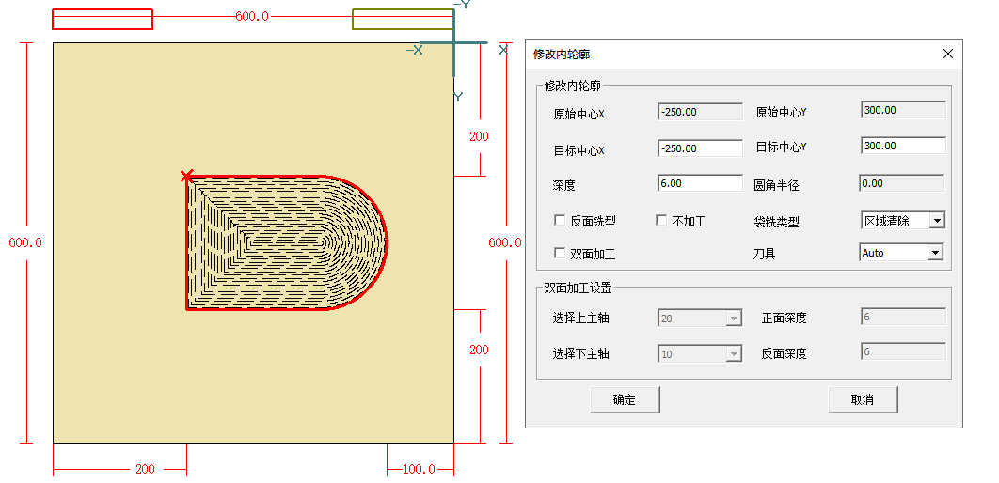 -Y
600.0
-X
X
Y
200
600.0
600.0
200
200
100.0
修改内轮廓
修改内轮廓
原始中心X -250.00 原始中心Y 300.00
目标中心X -250.00 目标中心Y 300.00
深度 6.00 圆角半径 0.00
反面铣型 不加工 袋铣类型 区域清除
双面加工 刀具 Auto
双面加工设置
选择上主轴 20 正面深度 6
选择下主轴 10 反面深度 6
确定 取消